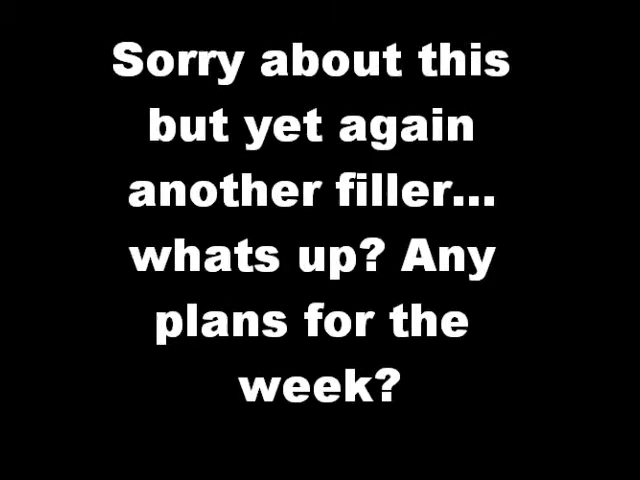 Sorry about this
but yet again
another filler...
whats up? Any
plans for the
week?